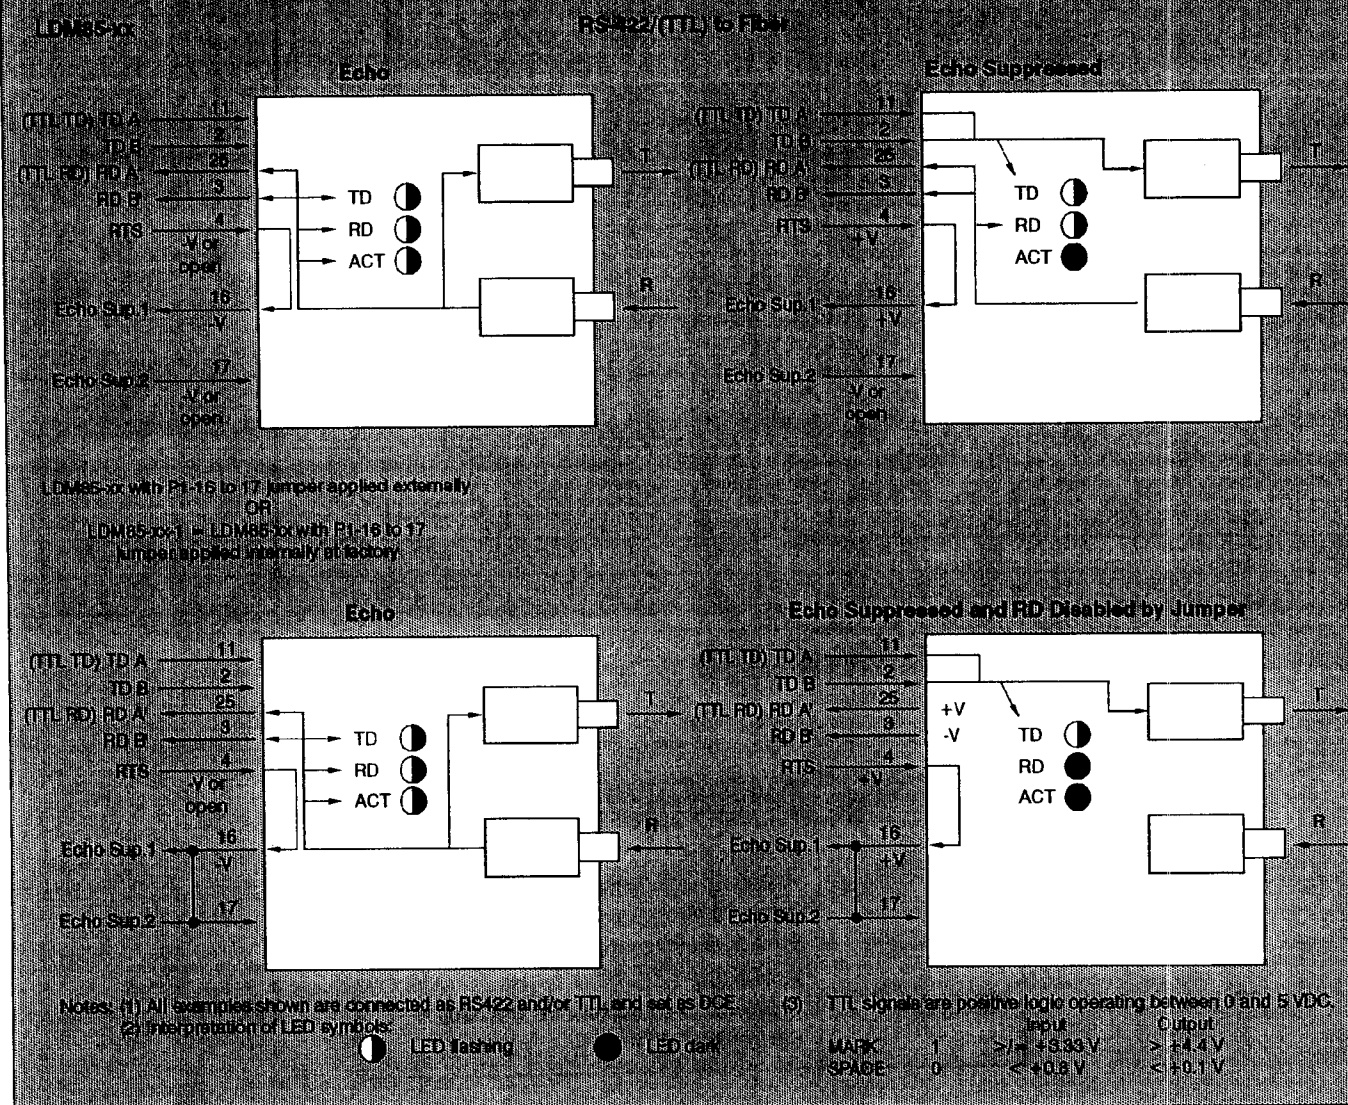 LDM85-xx
RS422/(TTL) to Fiber
Echo
(TTL TD) TD A 11
TD B 2
(TTL RD) RD A' 25
RD B' 3
RTS 4
-V or
open
Echo Sup.1 16
-V
Echo Sup.2 17
-V or
open
TD
RD
ACT
T
R
Echo Suppressed
(TTL TD) TD A 11
TD B 2
(TTL RD) RD A' 25
RD B' 3
RTS 4
+V
Echo Sup.1 16
+V
Echo Sup.2 17
-V or
open
TD
RD
ACT
T
R
LDM85-xx with P1-16 to 17 jumper applied externally
OR
LDM85-xx-1 = LDM85-xx with P1-16 to 17
jumper applied internally at factory
Echo
(TTL TD) TD A 11
TD B 2
(TTL RD) RD A' 25
RD B' 3
RTS 4
-V or
open
Echo Sup.1 16
-V
Echo Sup.2 17
TD
RD
ACT
T
R
Echo Suppressed and RD Disabled by Jumper
(TTL TD) TD A 11
TD B 2
(TTL RD) RD A' 25
RD B' 3
RTS 4
+V
Echo Sup.1 16
+V
Echo Sup.2 17
+V
-V
TD
RD
ACT
T
R
Notes: (1) All examples shown are connected as RS422 and/or TTL and set as DCE.
(2) Interpretation of LED symbols:
LED flashing LED dark
(3) TTL signals are positive logic operating between 0 and 5 VDC.
Input Output
MARK 1 >/= +3.33 V > +4.4 V
SPACE 0 < +0.8 V < +0.1 V